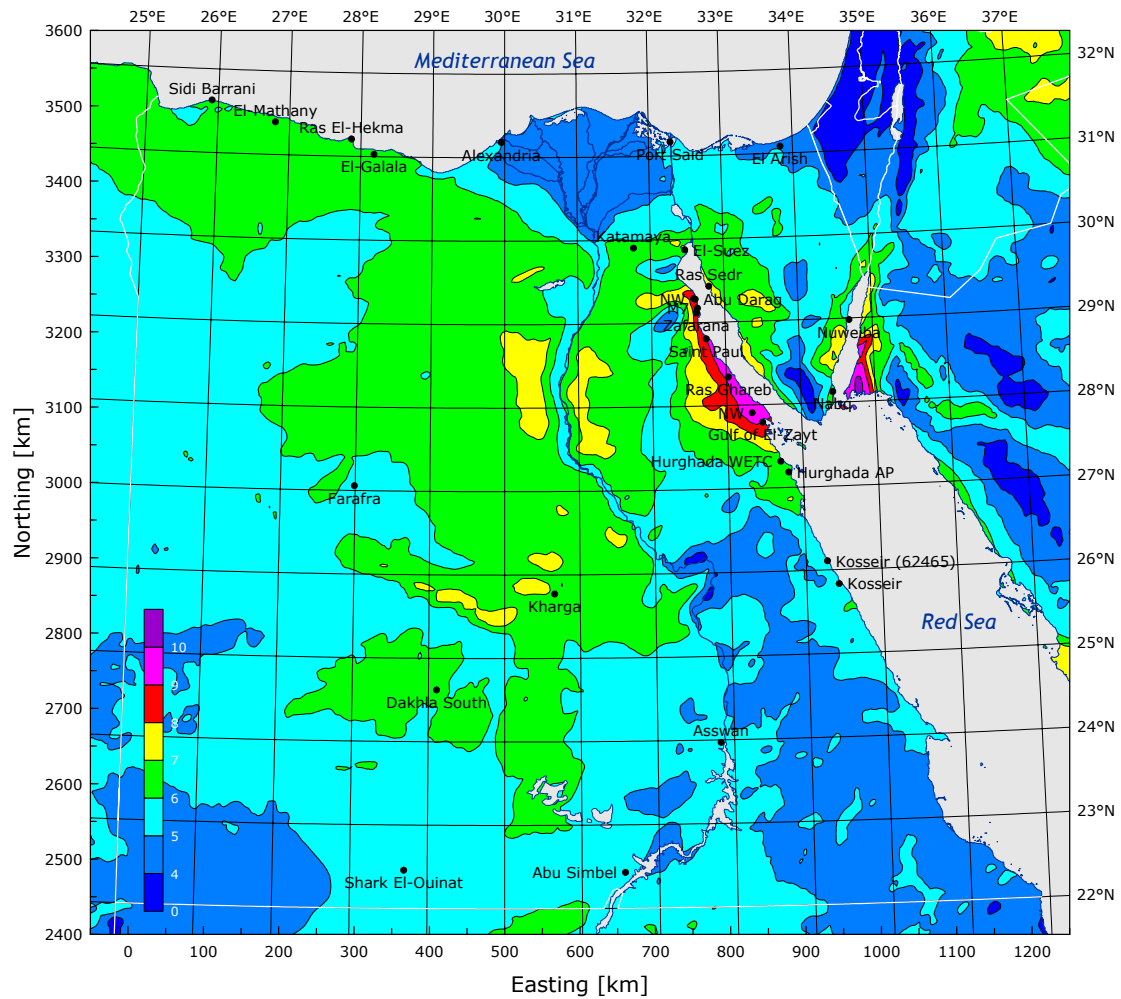 25°E 26°E 27°E 28°E 29°E 30°E 31°E 32°E 33°E 34°E 35°E 37°E
3600
32°N
Mediterranean Sea
Sidi Barrani
3500
El-Mathany
Ras El-Hekma
31°N
Alexandria
Port Said
El Arish
El-Galala
3400
30°N
Katamaya
3300
El-Suez
Ras Sedr
29°N
NW
Abu Darag
Zafarana
Nuweiba
3200
Saint Paul
28°N
Ras Ghareb
Nabq
3100
NW
Gulf of El-Zayt
Hurghada WETC
Hurghada AP
27°N
3000
Farafra
Northing [km]
2900
Kosseir (62465)
26°N
Kosseir
Kharga
Red Sea
2800
25°N
10
9
8
7
6
5
4
0
Dakhla South
2700
Asswan
24°N
2600
23°N
2500
Shark El-Ouinat
Abu Simbel
22°N
2400
0 100 200 300 400 500 600 700 800 900 1000 1100 1200
Easting [km]